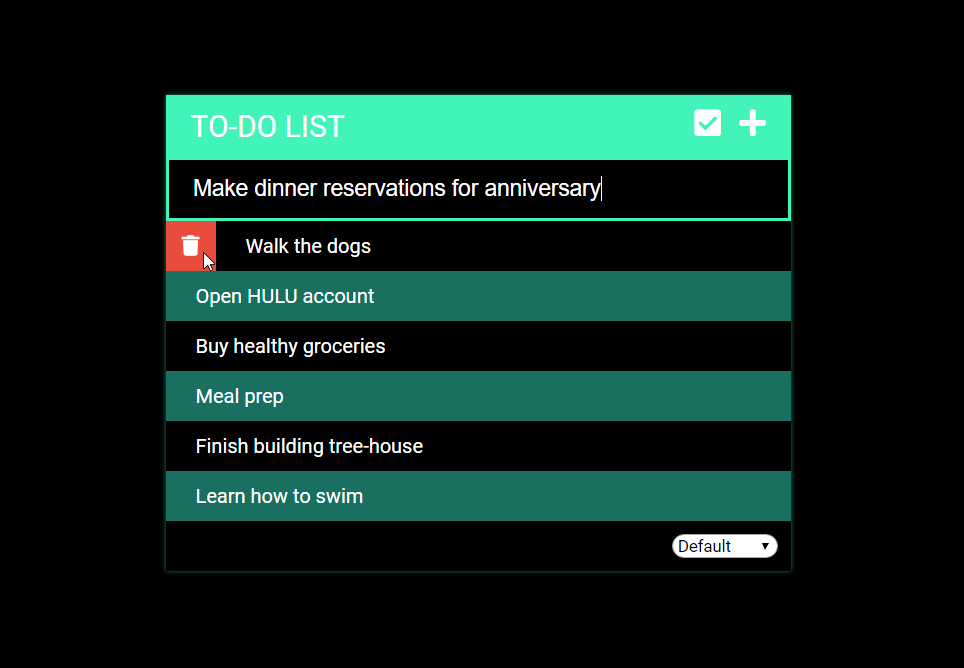 TO-DO LIST
Make dinner reservations for anniversary
Walk the dogs
Open HULU account
Buy healthy groceries
Meal prep
Finish building tree-house
Learn how to swim
Default